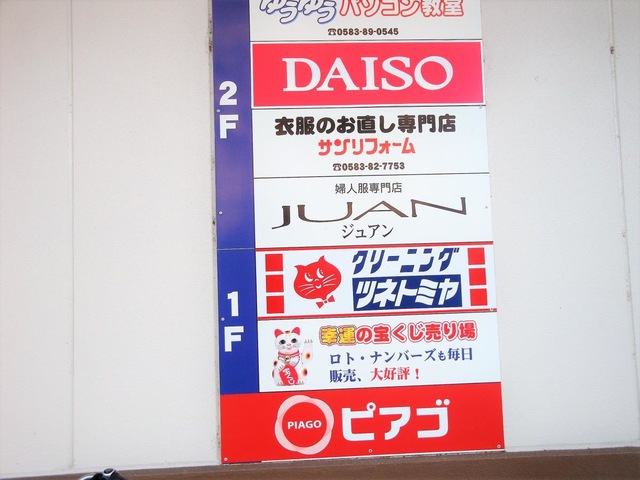 ゆうゆうパソコン教室
☎0583-89-0545
2F
DAISO
衣服のお直し専門店
サンリフォーム
☎0583-82-7753
婦人服専門店
JUAN
ジュアン
1F
クリーニング
ツネトミヤ
幸運の宝くじ売り場
ロト・ナンバーズも毎日
販売、大好評!
PIAGO
ピアゴ